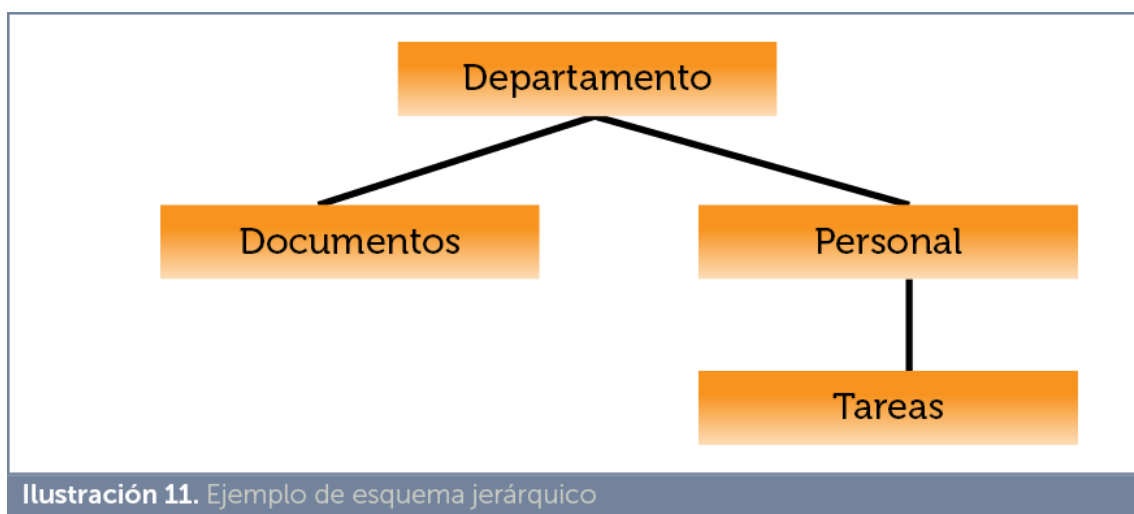 Departamento
Documentos
Personal
Tareas
Ilustración 11. Ejemplo de esquema jerárquico